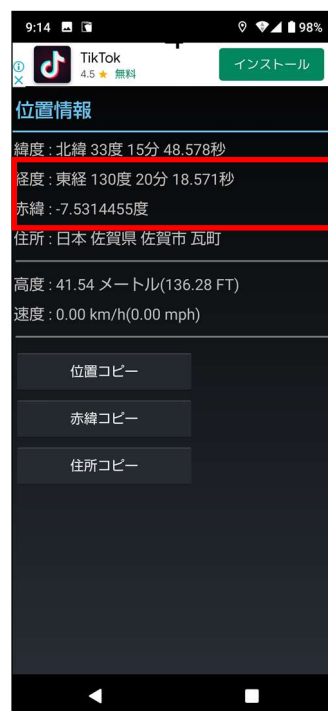 9:14 98%
TikTok
4.5 ★ 無料
インストール
位置情報
緯度 : 北緯 33度 15分 48.578秒
経度 : 東経 130度 20分 18.571秒
赤緯 : -7.5314455度
住所 : 日本 佐賀県 佐賀市 瓦町
高度 : 41.54 メートル(136.28 FT)
速度 : 0.00 km/h(0.00 mph)
位置コピー
赤緯コピー
住所コピー